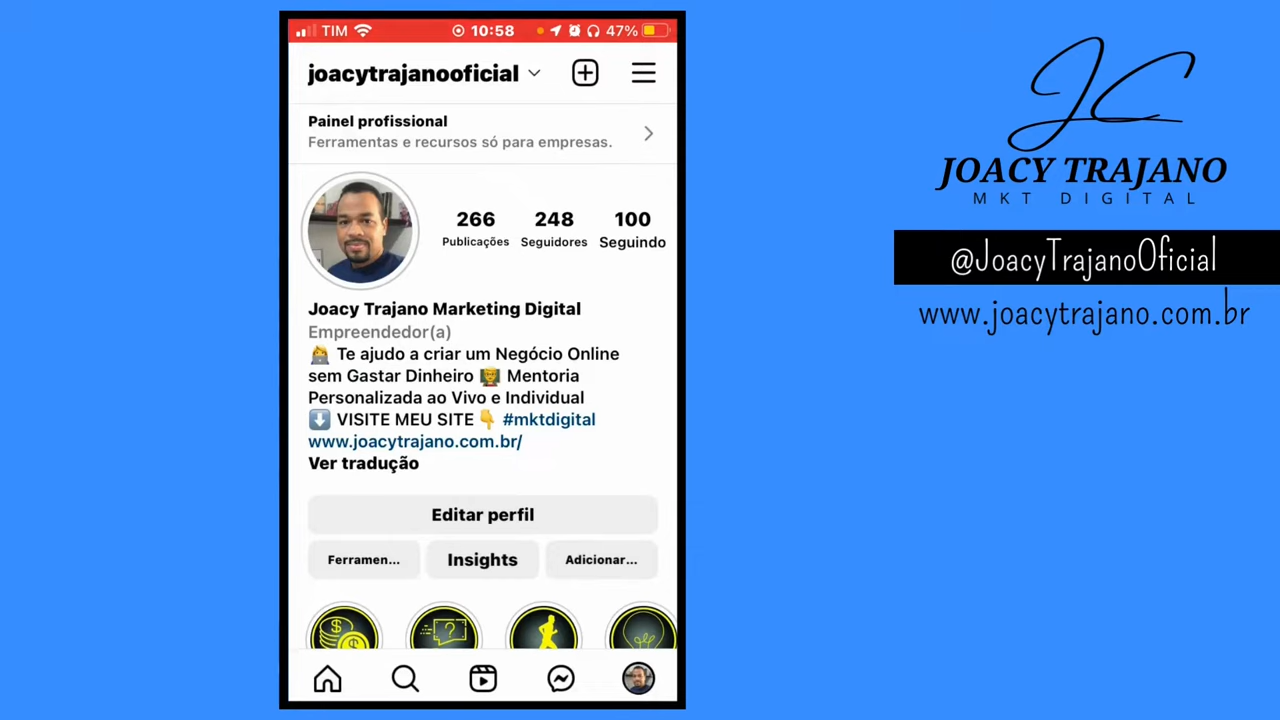 TIM 10:58 47%
joacytrajanooficial
Painel profissional
Ferramentas e recursos só para empresas.
266 248 100
Publicações Seguidores Seguindo
Joacy Trajano Marketing Digital
Empreendedor(a)
Te ajudo a criar um Negócio Online
sem Gastar Dinheiro Mentoria
Personalizada ao Vivo e Individual
VISITE MEU SITE #mktdigital
www.joacytrajano.com.br/
Ver tradução
Editar perfil
Ferramen... Insights Adicionar...
JC
JOACY TRAJANO
MKT DIGITAL
@JoacyTrajanoOficial
www.joacytrajano.com.br